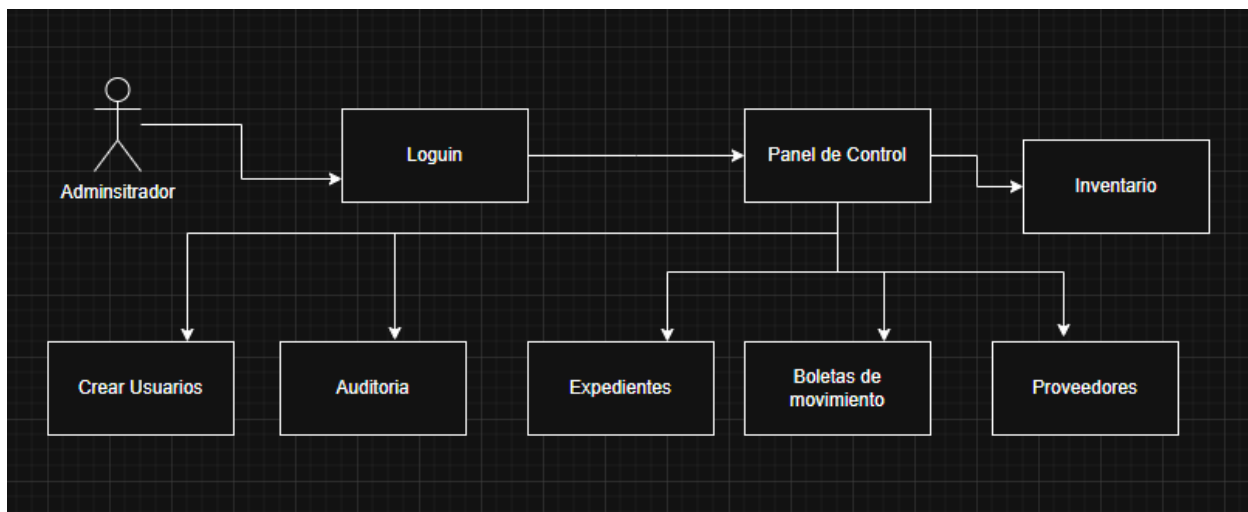 Loguin
Panel de Control
Inventario
Adminsitrador
Crear Usuarios
Auditoria
Expedientes
Boletas de
movimiento
Proveedores